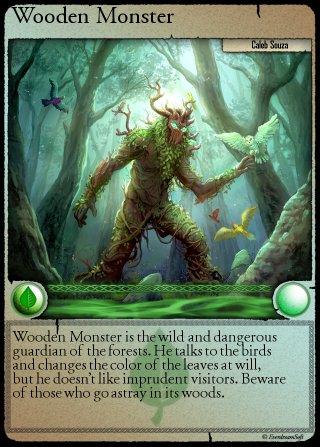 Wooden Monster
Caleb Souza
Wooden Monster is the wild and dangerous
guardian of the forests. He talks to the birds
and changes the color of the leaves at will,
but he doesn't like imprudent visitors. Beware
of those who go astray in its woods.
© EverdreamSoft